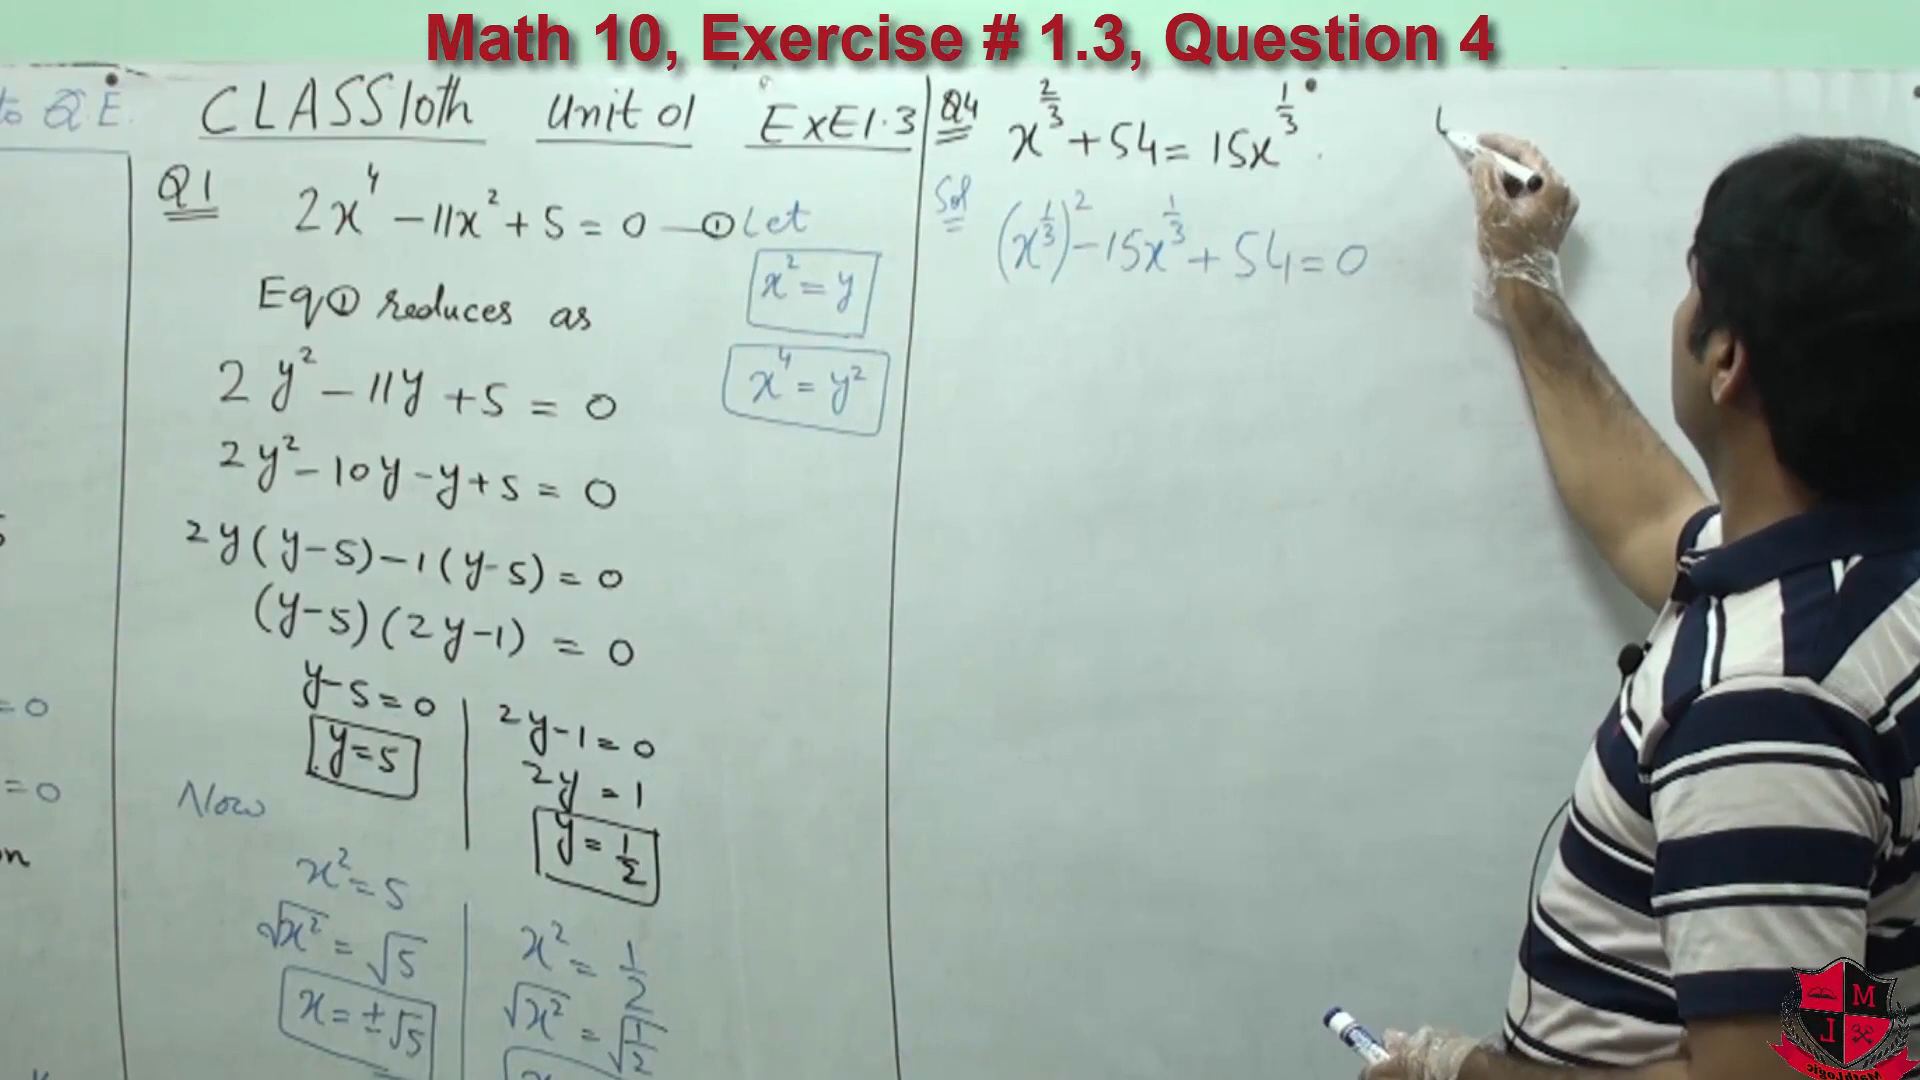 Math 10, Exercise # 1.3, Question 4
to Q.E.
CLASS 10th Unit 01 ExE1.3
Q1 2x⁴ - 11x² + 5 = 0 —① Let
x² = y
Eq① reduces as
x⁴ = y²
2y² - 11y + 5 = 0
2y² - 10y - y + 5 = 0
2y(y-5) - 1(y-5) = 0
(y-5)(2y-1) = 0
y-5=0
y=5
2y-1=0
2y = 1
y = 1/2
Now
x² = 5
√x² = √5
x = ±√5
x² = 1/2
√x² = √1/2
= 0
= 0
Q4 x^(2/3) + 54 = 15x^(1/3)
Sol (x^(1/3))² - 15x^(1/3) + 54 = 0
M
J
MathLogic